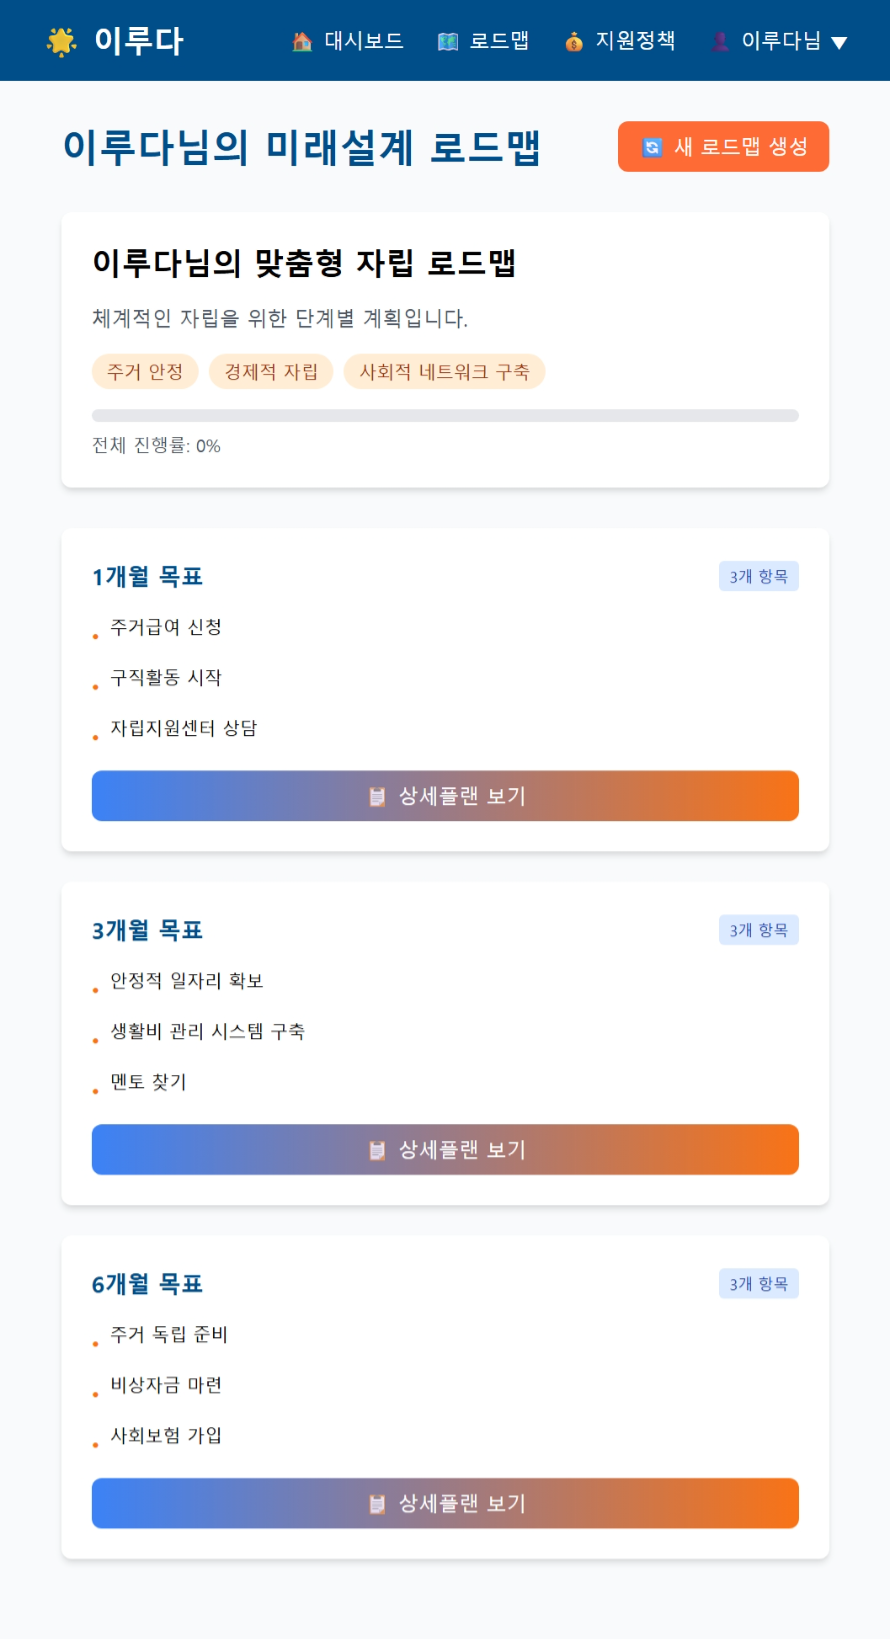 이루다
대시보드
로드맵
지원정책
이루다님 ▼
이루다님의 미래설계 로드맵
새 로드맵 생성
이루다님의 맞춤형 자립 로드맵
체계적인 자립을 위한 단계별 계획입니다.
주거 안정
경제적 자립
사회적 네트워크 구축
전체 진행률: 0%
1개월 목표
3개 항목
주거급여 신청
구직활동 시작
자립지원센터 상담
상세플랜 보기
3개월 목표
3개 항목
안정적 일자리 확보
생활비 관리 시스템 구축
멘토 찾기
상세플랜 보기
6개월 목표
3개 항목
주거 독립 준비
비상자금 마련
사회보험 가입
상세플랜 보기